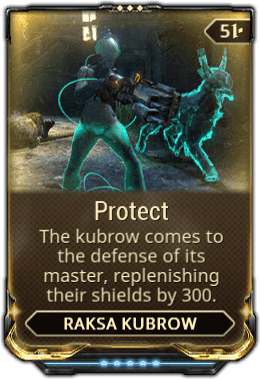 51
Protect
The kubrow comes to
the defense of its
master, replenishing
their shields by 300.
RAKSA KUBROW